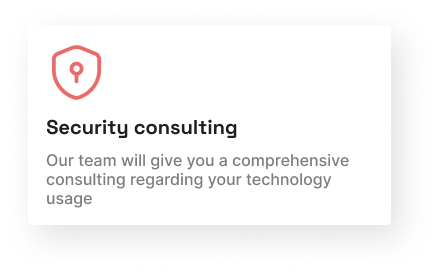 Security consulting
Our team will give you a comprehensive
consulting regarding your technology
usage